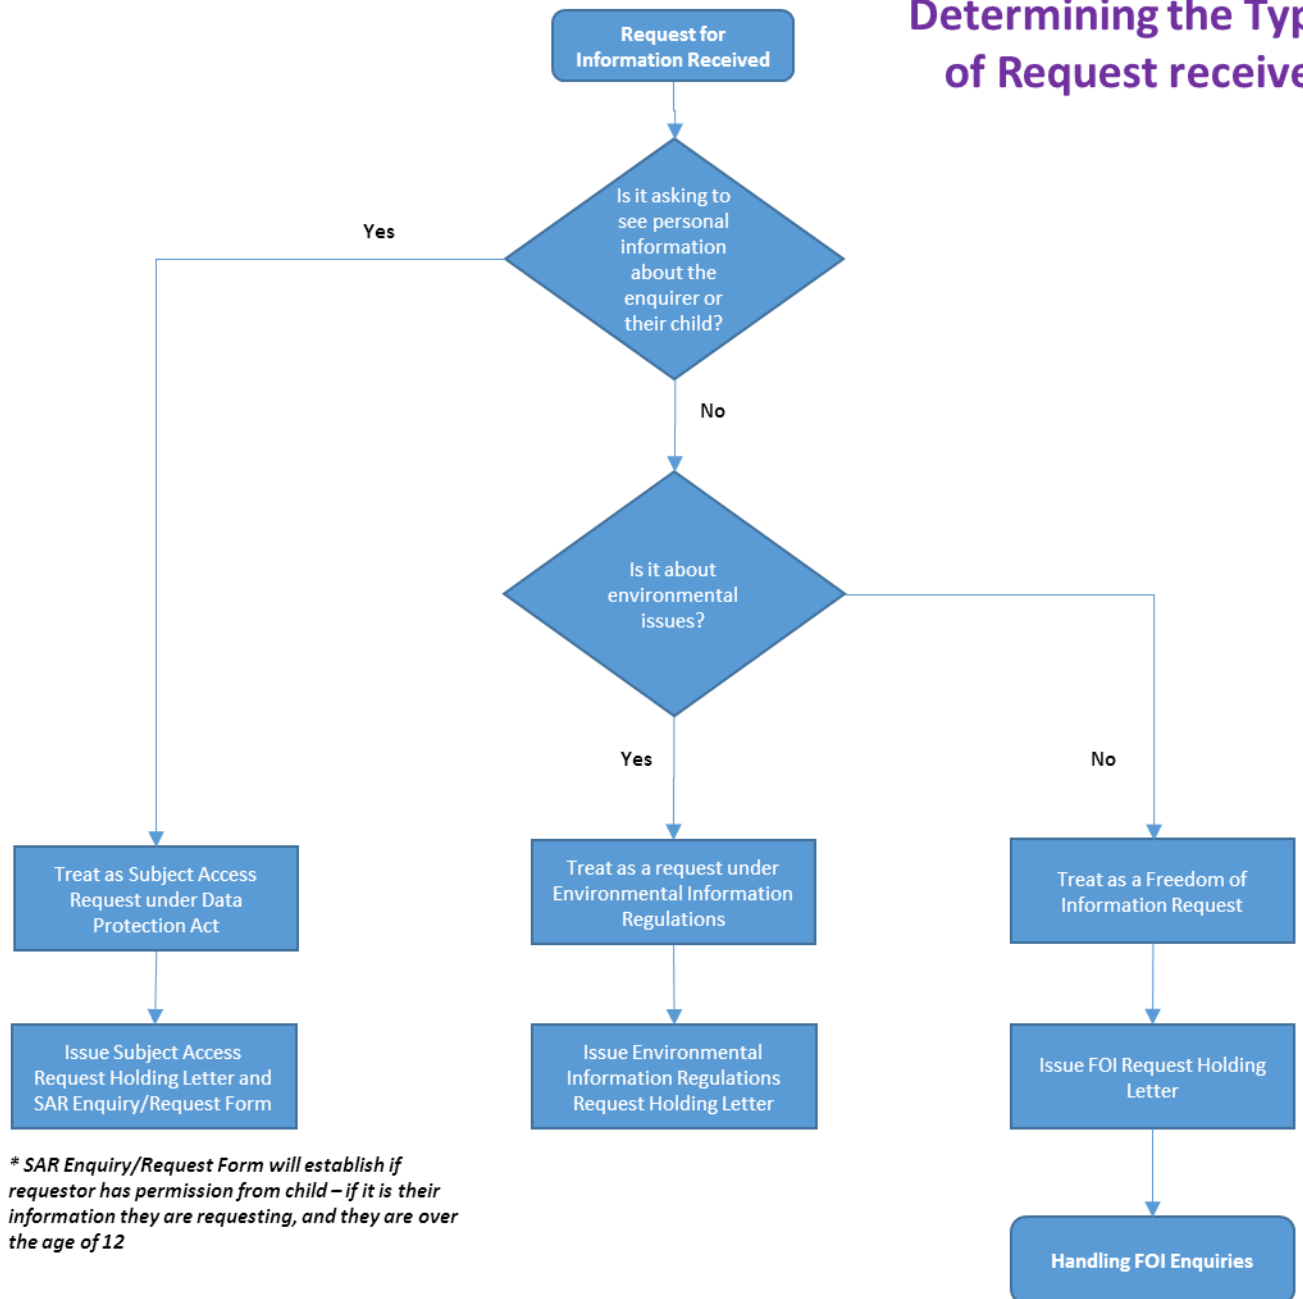 Determining the Typ
of Request receive
Request for
Information Received
Is it asking to
see personal
information
about the
enquirer or
their child?
Yes
No
Is it about
environmental
issues?
Yes
No
Treat as Subject Access
Request under Data
Protection Act
Treat as a request under
Environmental Information
Regulations
Treat as a Freedom of
Information Request
Issue Subject Access
Request Holding Letter and
SAR Enquiry/Request Form
Issue Environmental
Information Regulations
Request Holding Letter
Issue FOI Request Holding
Letter
* SAR Enquiry/Request Form will establish if
requestor has permission from child – if it is their
information they are requesting, and they are over
the age of 12
Handling FOI Enquiries